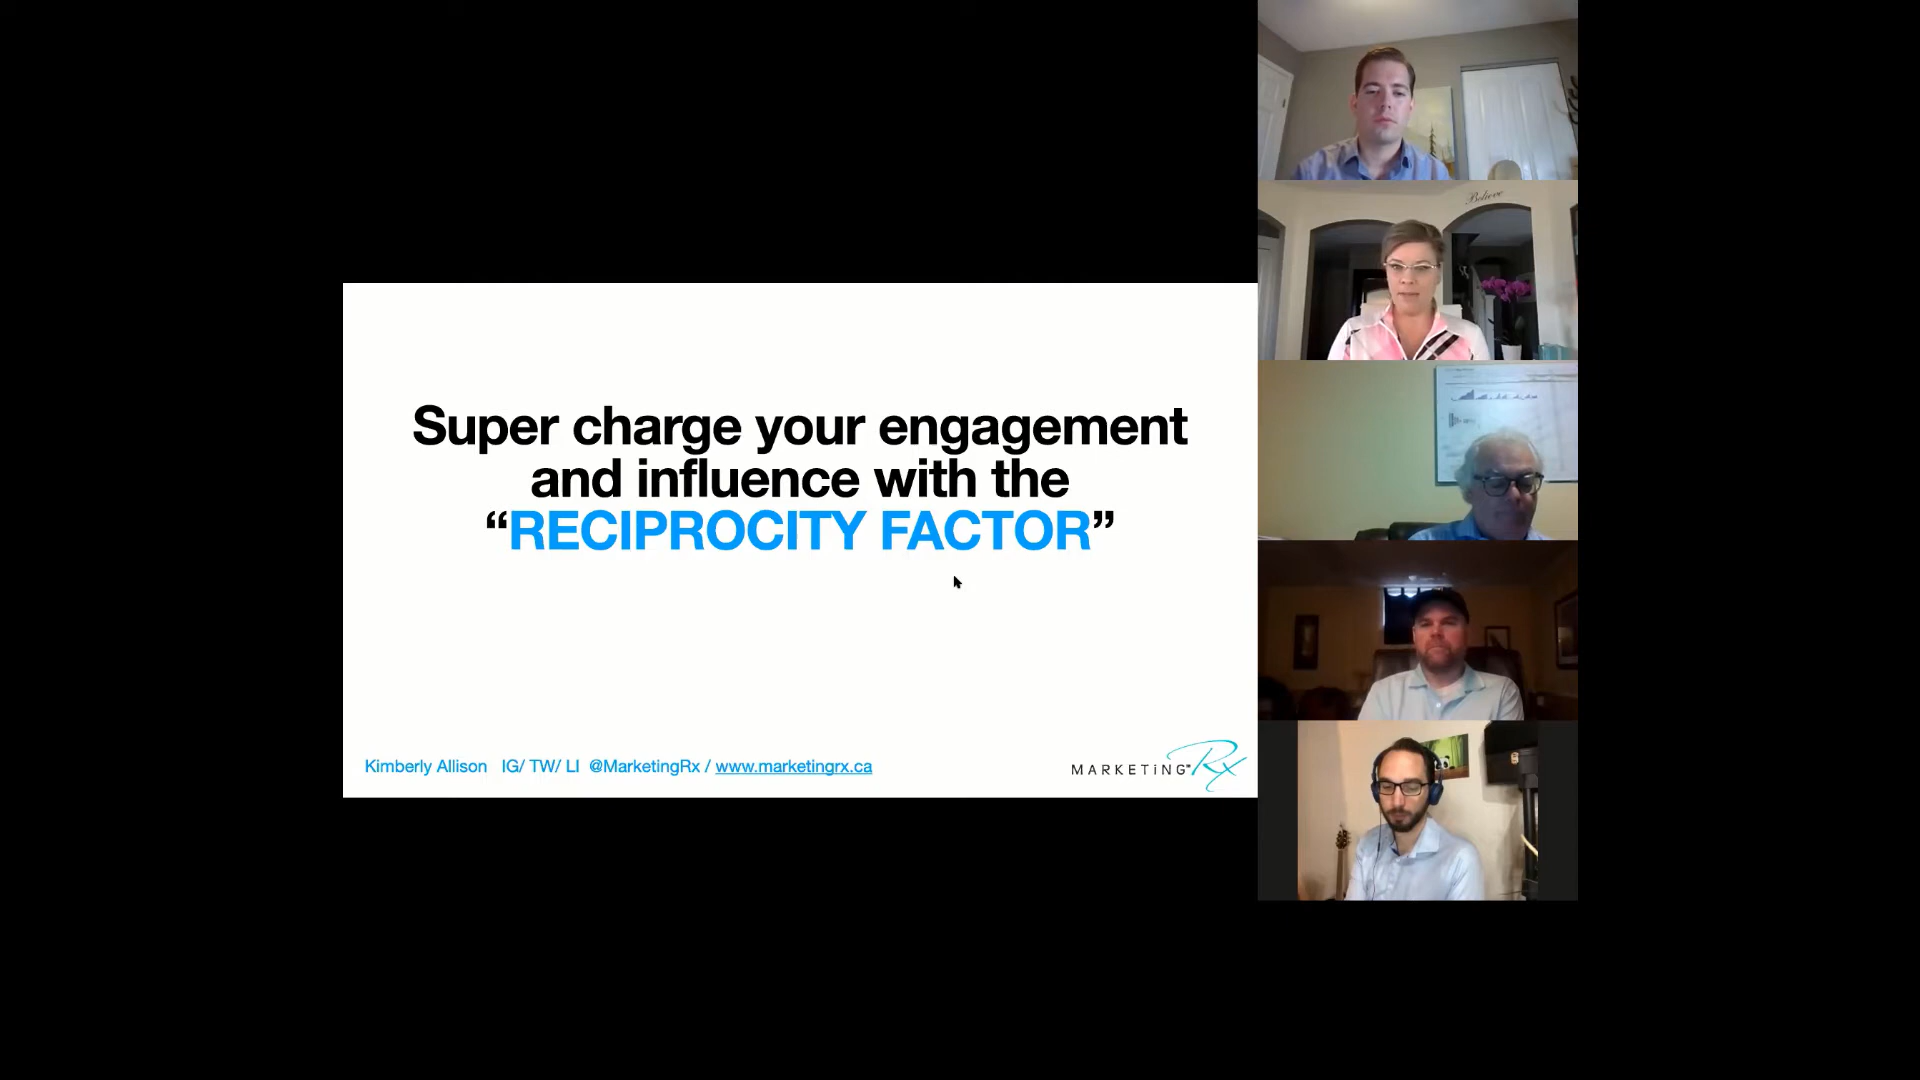 Believe
Super charge your engagement
and influence with the
“RECIPROCITY FACTOR”
Kimberly Allison IG/ TW/ LI @MarketingRx / www.marketingrx.ca
MARKETiNG Rx